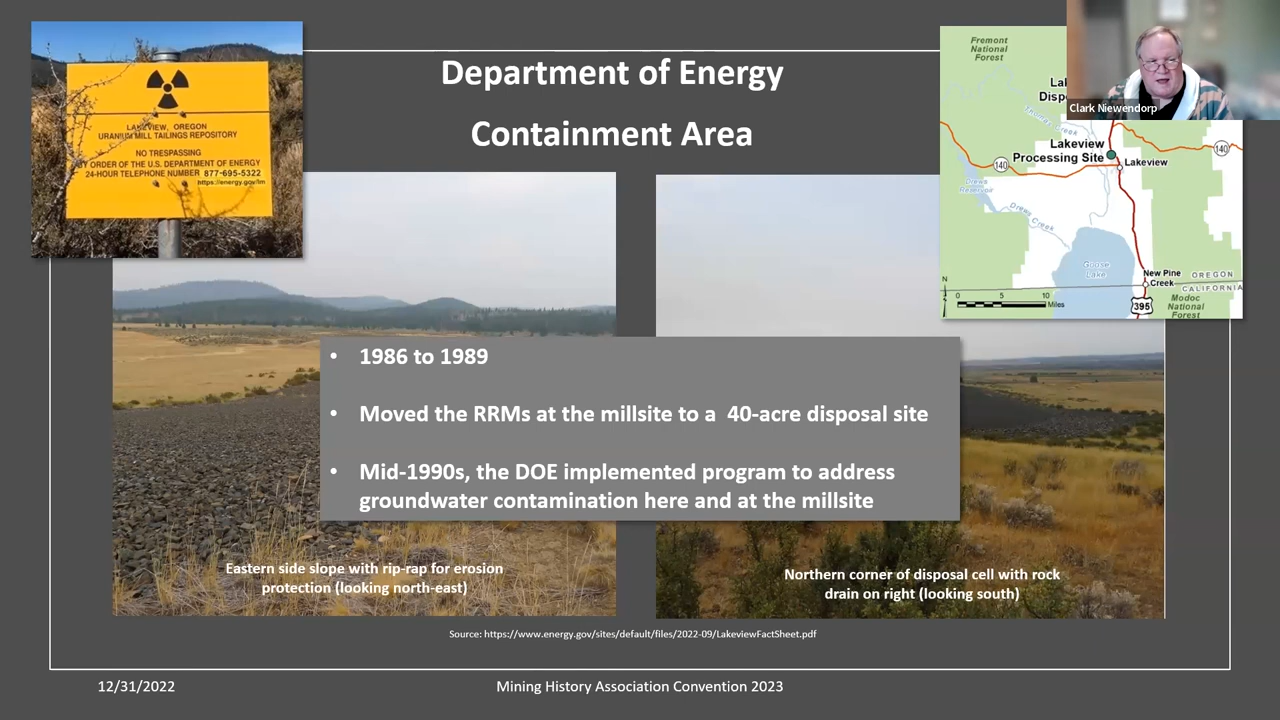 LAKEVIEW, OREGON
URANIUM MILL TAILINGS REPOSITORY
NO TRESPASSING
BY ORDER OF THE U.S. DEPARTMENT OF ENERGY
24-HOUR TELEPHONE NUMBER 877-695-5322
https://energy.gov/lm
Department of Energy
Containment Area
Fremont
National
Forest
Thomas Creek
Clark Niewendorp
Lakeview
Processing Site
Lakeview
140
140
Drews
Reservoir
Drews Creek
Goose
Lake
New Pine
Creek
OREGON
CALIFORNIA
N
0 5 10
Miles
395
Modoc
National
Forest
• 1986 to 1989
• Moved the RRMs at the millsite to a 40-acre disposal site
• Mid-1990s, the DOE implemented program to address
groundwater contamination here and at the millsite
Eastern side slope with rip-rap for erosion
protection (looking north-east)
Northern corner of disposal cell with rock
drain on right (looking south)
Source: https://www.energy.gov/sites/default/files/2022-09/LakeviewFactSheet.pdf
12/31/2022
Mining History Association Convention 2023